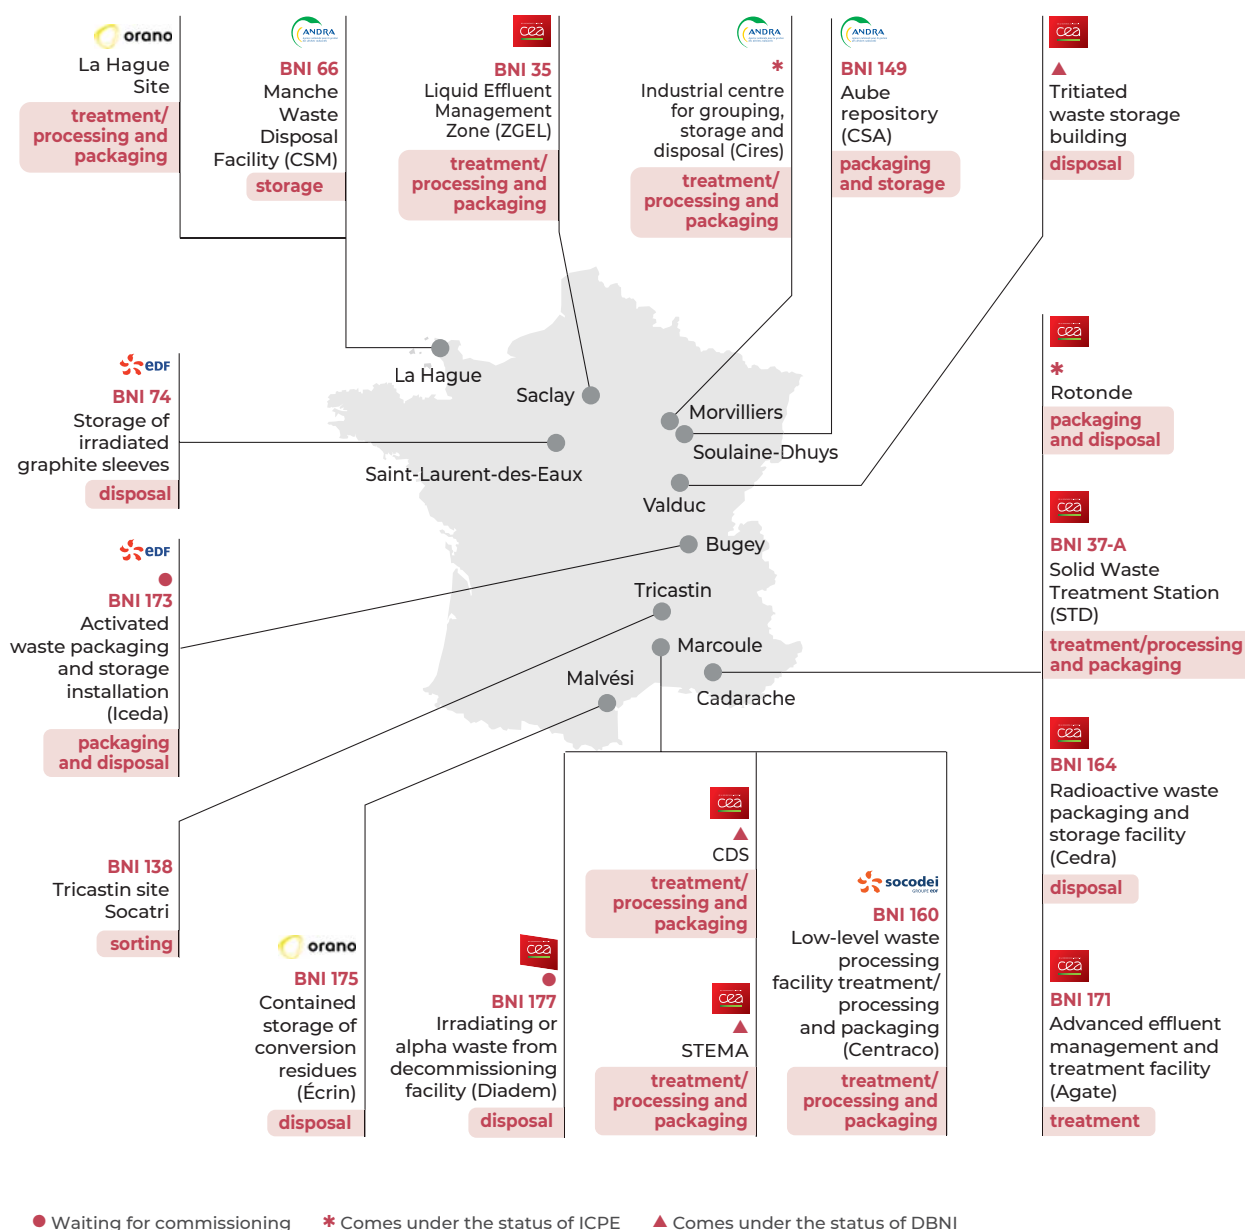 orano
La Hague
Site
treatment/
processing and
packaging
ANDRA
BNI 66
Manche
Waste
Disposal
Facility (CSM)
storage
cea
BNI 35
Liquid Effluent
Management
Zone (ZGEL)
treatment/
processing and
packaging
ANDRA
*
Industrial centre
for grouping,
storage and
disposal (Cires)
treatment/
processing and
packaging
ANDRA
BNI 149
Aube
repository
(CSA)
packaging
and storage
cea
▲
Tritiated
waste storage
building
disposal
cea
*
Rotonde
packaging
and disposal
cea
BNI 37-A
Solid Waste
Treatment Station
(STD)
treatment/processing
and packaging
cea
BNI 164
Radioactive waste
packaging and
storage facility
(Cedra)
disposal
cea
BNI 171
Advanced effluent
management and
treatment facility
(Agate)
treatment
La Hague
Saclay
Morvilliers
Soulaine-Dhuys
Saint-Laurent-des-Eaux
Valduc
Bugey
Tricastin
Marcoule
Malvési
Cadarache
eDF
BNI 74
Storage of
irradiated
graphite sleeves
disposal
eDF
●
BNI 173
Activated
waste packaging
and storage
installation
(Iceda)
packaging
and disposal
BNI 138
Tricastin site
Socatri
sorting
orano
BNI 175
Contained
storage of
conversion
residues
(Écrin)
disposal
cea
●
BNI 177
Irradiating or
alpha waste from
decommissioning
facility (Diadem)
disposal
cea
▲
CDS
treatment/
processing and
packaging
cea
▲
STEMA
treatment/
processing and
packaging
socodei
GROUPE EDF
BNI 160
Low-level waste
processing
facility treatment/
processing
and packaging
(Centraco)
treatment/
processing and
packaging
● Waiting for commissioning * Comes under the status of ICPE ▲ Comes under the status of DBNI